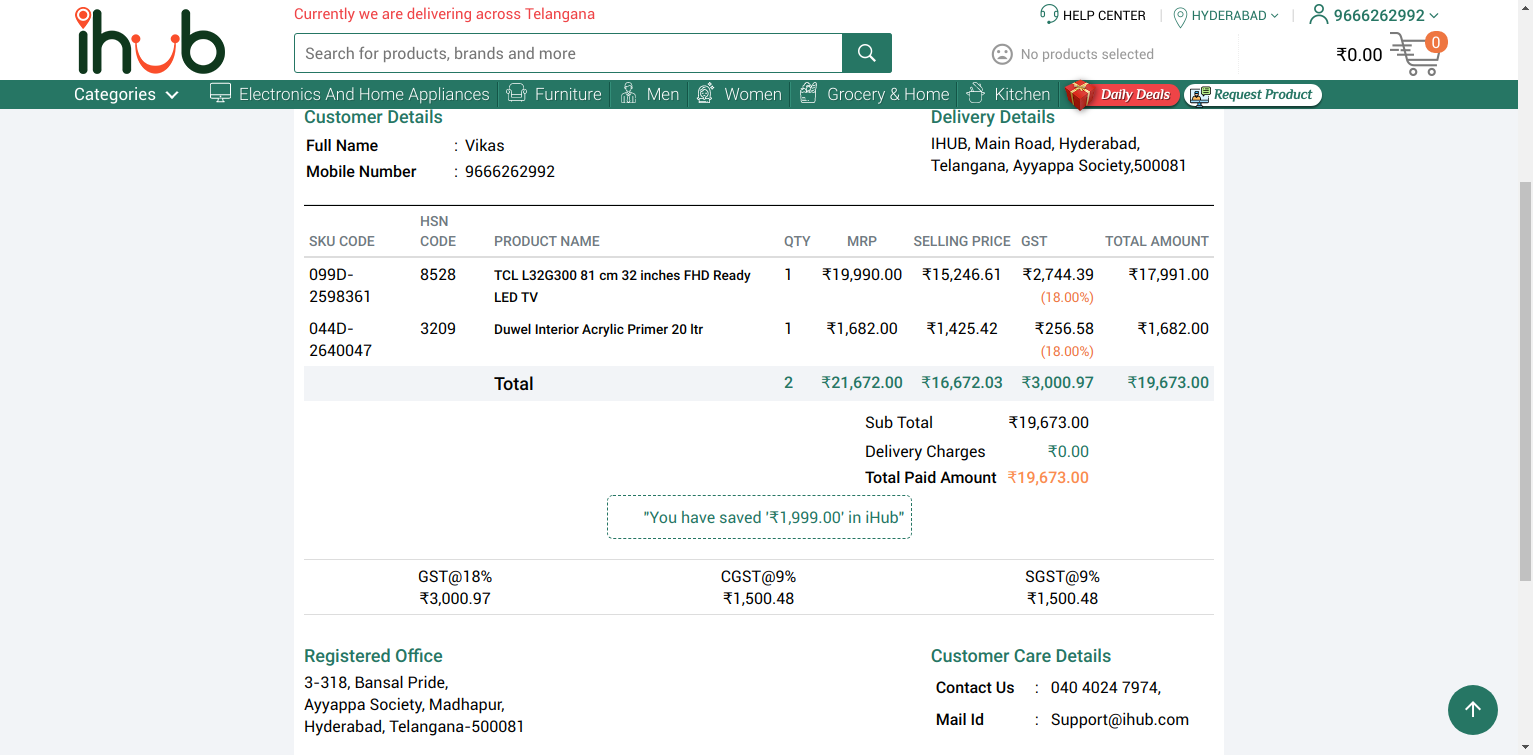 ihub
Currently we are delivering across Telangana
HELP CENTER
HYDERABAD
9666262992
Search for products, brands and more
No products selected
₹0.00
0
Categories
Electronics And Home Appliances
Furniture
Men
Women
Grocery & Home
Kitchen
Daily Deals
Request Product
Customer Details
Full Name : Vikas
Mobile Number : 9666262992
Delivery Details
IHUB, Main Road, Hyderabad,
Telangana, Ayyappa Society,500081
SKU CODE HSN CODE PRODUCT NAME QTY MRP SELLING PRICE GST TOTAL AMOUNT
099D- 8528 TCL L32G300 81 cm 32 inches FHD Ready 1 ₹19,990.00 ₹15,246.61 ₹2,744.39 ₹17,991.00
2598361 LED TV (18.00%)
044D- 3209 Duwel Interior Acrylic Primer 20 ltr 1 ₹1,682.00 ₹1,425.42 ₹256.58 ₹1,682.00
2640047 (18.00%)
Total 2 ₹21,672.00 ₹16,672.03 ₹3,000.97 ₹19,673.00
Sub Total ₹19,673.00
Delivery Charges ₹0.00
Total Paid Amount ₹19,673.00
"You have saved '₹1,999.00' in iHub"
GST@18% CGST@9% SGST@9%
₹3,000.97 ₹1,500.48 ₹1,500.48
Registered Office
3-318, Bansal Pride,
Ayyappa Society, Madhapur,
Hyderabad, Telangana-500081
Customer Care Details
Contact Us : 040 4024 7974,
Mail Id : Support@ihub.com